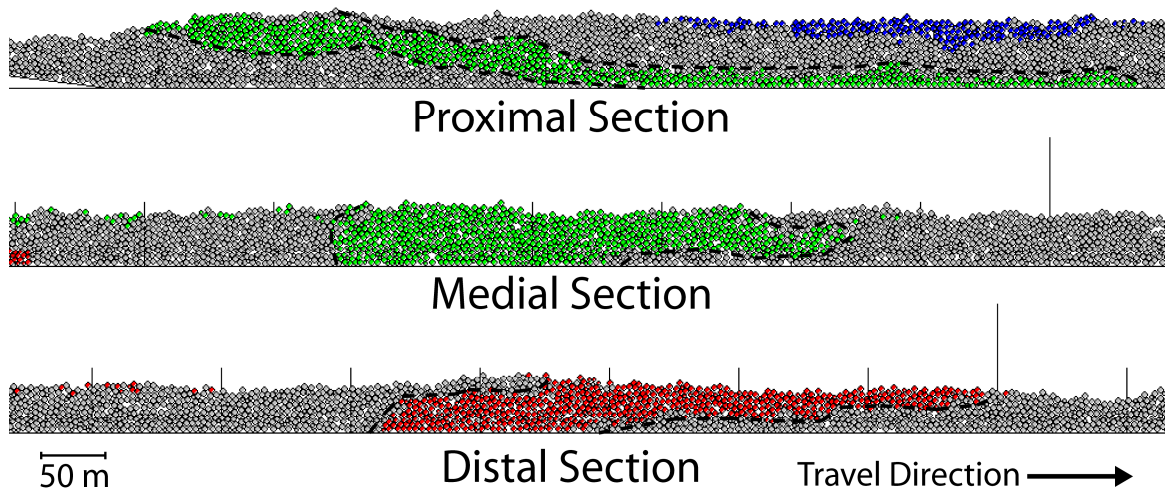 Proximal Section
Medial Section
Distal Section
50 m
Travel Direction